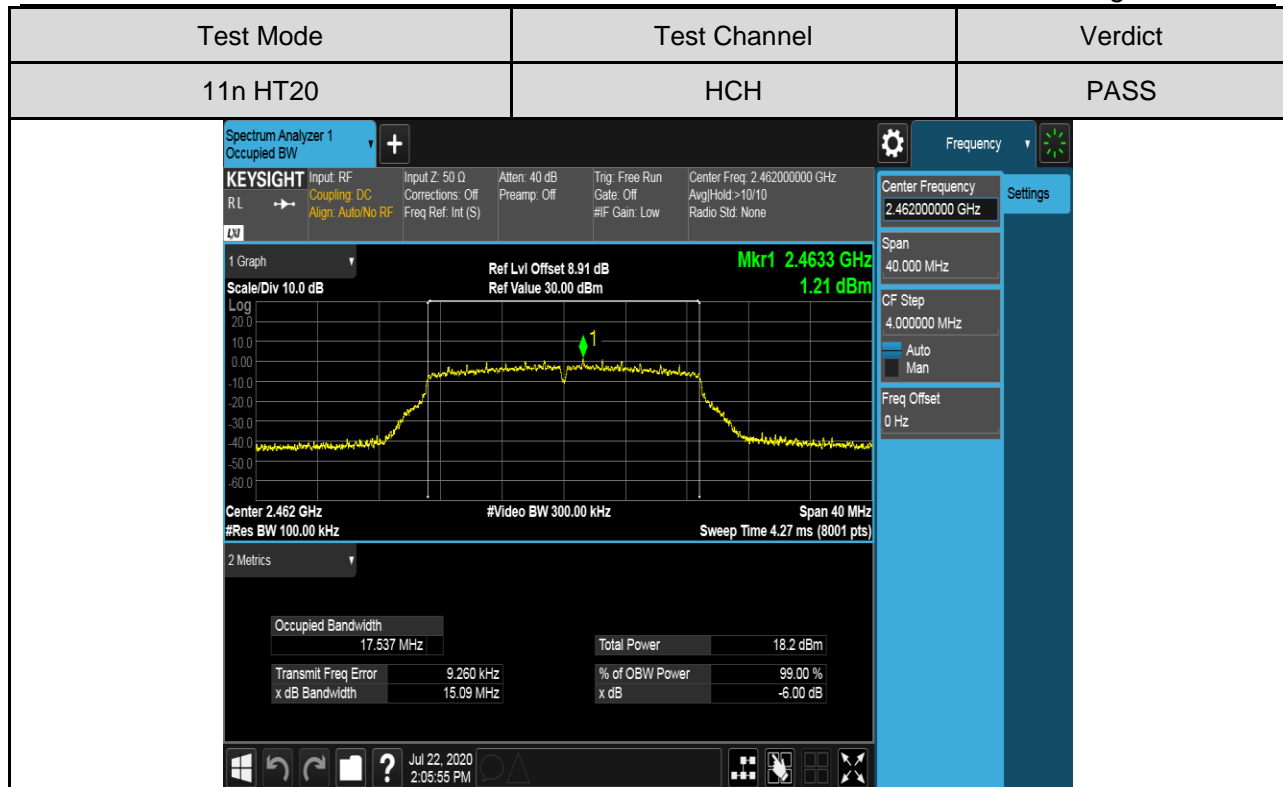 Test Mode Test Channel Verdict
11n HT20 HCH PASS
Spectrum Analyzer 1
Occupied BW
+
Frequency
KEYSIGHT Input: RF Input Z: 50 Ω Atten: 40 dB Trig: Free Run Center Freq: 2.462000000 GHz
Coupling: DC Corrections: Off Preamp: Off Gate: Off Avg|Hold:>10/10
RL Align: Auto/No RF Freq Ref: Int (S) #IF Gain: Low Radio Std: None
LXI
Center Frequency
2.462000000 GHz
Settings
Span
40.000 MHz
CF Step
4.000000 MHz
Auto
Man
Freq Offset
0 Hz
1 Graph
Ref Lvl Offset 8.91 dB
Mkr1 2.4633 GHz
Scale/Div 10.0 dB Ref Value 30.00 dBm 1.21 dBm
Log
20.0
10.0
1
0.00
-10.0
-20.0
-30.0
-40.0
-50.0
-60.0
Center 2.462 GHz #Video BW 300.00 kHz Span 40 MHz
#Res BW 100.00 kHz Sweep Time 4.27 ms (8001 pts)
2 Metrics
Occupied Bandwidth
17.537 MHz Total Power 18.2 dBm
Transmit Freq Error 9.260 kHz % of OBW Power 99.00 %
x dB Bandwidth 15.09 MHz x dB -6.00 dB
? Jul 22, 2020
2:05:55 PM